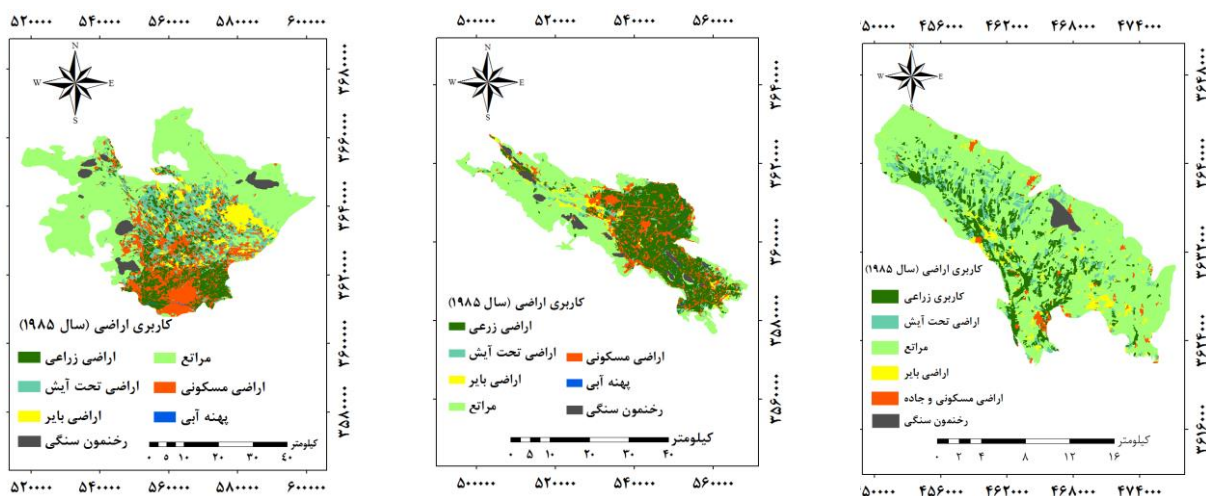 ۵۲۰۰۰۰ ۵۴۰۰۰۰ ۵۶۰۰۰۰ ۵۸۰۰۰۰ ۶۰۰۰۰۰
N
W E
S
۳۶۸۰۰۰۰
۳۶۶۰۰۰۰
۳۶۴۰۰۰۰
۳۶۲۰۰۰۰
۳۶۰۰۰۰۰
۳۵۸۰۰۰۰
کاربری اراضی (سال ۱۹۸۵)
اراضی زراعی
مراتع
اراضی تحت آیش
اراضی مسکونی
اراضی بایر
پهنه آبی
رخنمون سنگی
کیلومتر
۰ ۵ ۱۰ ۲۰ ۳۰ ۴۰
۵۲۰۰۰۰ ۵۴۰۰۰۰ ۵۶۰۰۰۰ ۵۸۰۰۰۰ ۶۰۰۰۰۰
۵۰۰۰۰۰ ۵۲۰۰۰۰ ۵۴۰۰۰۰ ۵۶۰۰۰۰
N
W E
S
۳۶۴۰۰۰۰
۳۶۲۰۰۰۰
۳۶۰۰۰۰۰
۳۵۸۰۰۰۰
۳۵۶۰۰۰۰
کاربری اراضی (سال ۱۹۸۵)
اراضی زرعی
اراضی تحت آیش
اراضی مسکونی
اراضی بایر
پهنه آبی
مراتع
رخنمون سنگی
کیلومتر
۰ ۵ ۱۰ ۲۰ ۳۰ ۴۰
۵۰۰۰۰۰ ۵۲۰۰۰۰ ۵۴۰۰۰۰ ۵۶۰۰۰۰
۵۰۰۰۰ ۴۵۶۰۰۰ ۴۶۲۰۰۰ ۴۶۸۰۰۰ ۴۷۴۰۰۰
N
W E
S
۳۶۴۸۰۰۰
۳۶۴۰۰۰۰
۳۶۳۲۰۰۰
۳۶۲۴۰۰۰
۳۶۱۶۰۰۰
کاربری اراضی (سال ۱۹۸۵)
کاربری زراعی
اراضی تحت آیش
مراتع
اراضی بایر
اراضی مسکونی و جاده
رخنمون سنگی
کیلومتر
۰ ۲ ۴ ۸ ۱۲ ۱۶
۵۰۰۰۰ ۴۵۶۰۰۰ ۴۶۲۰۰۰ ۴۶۸۰۰۰ ۴۷۴۰۰۰